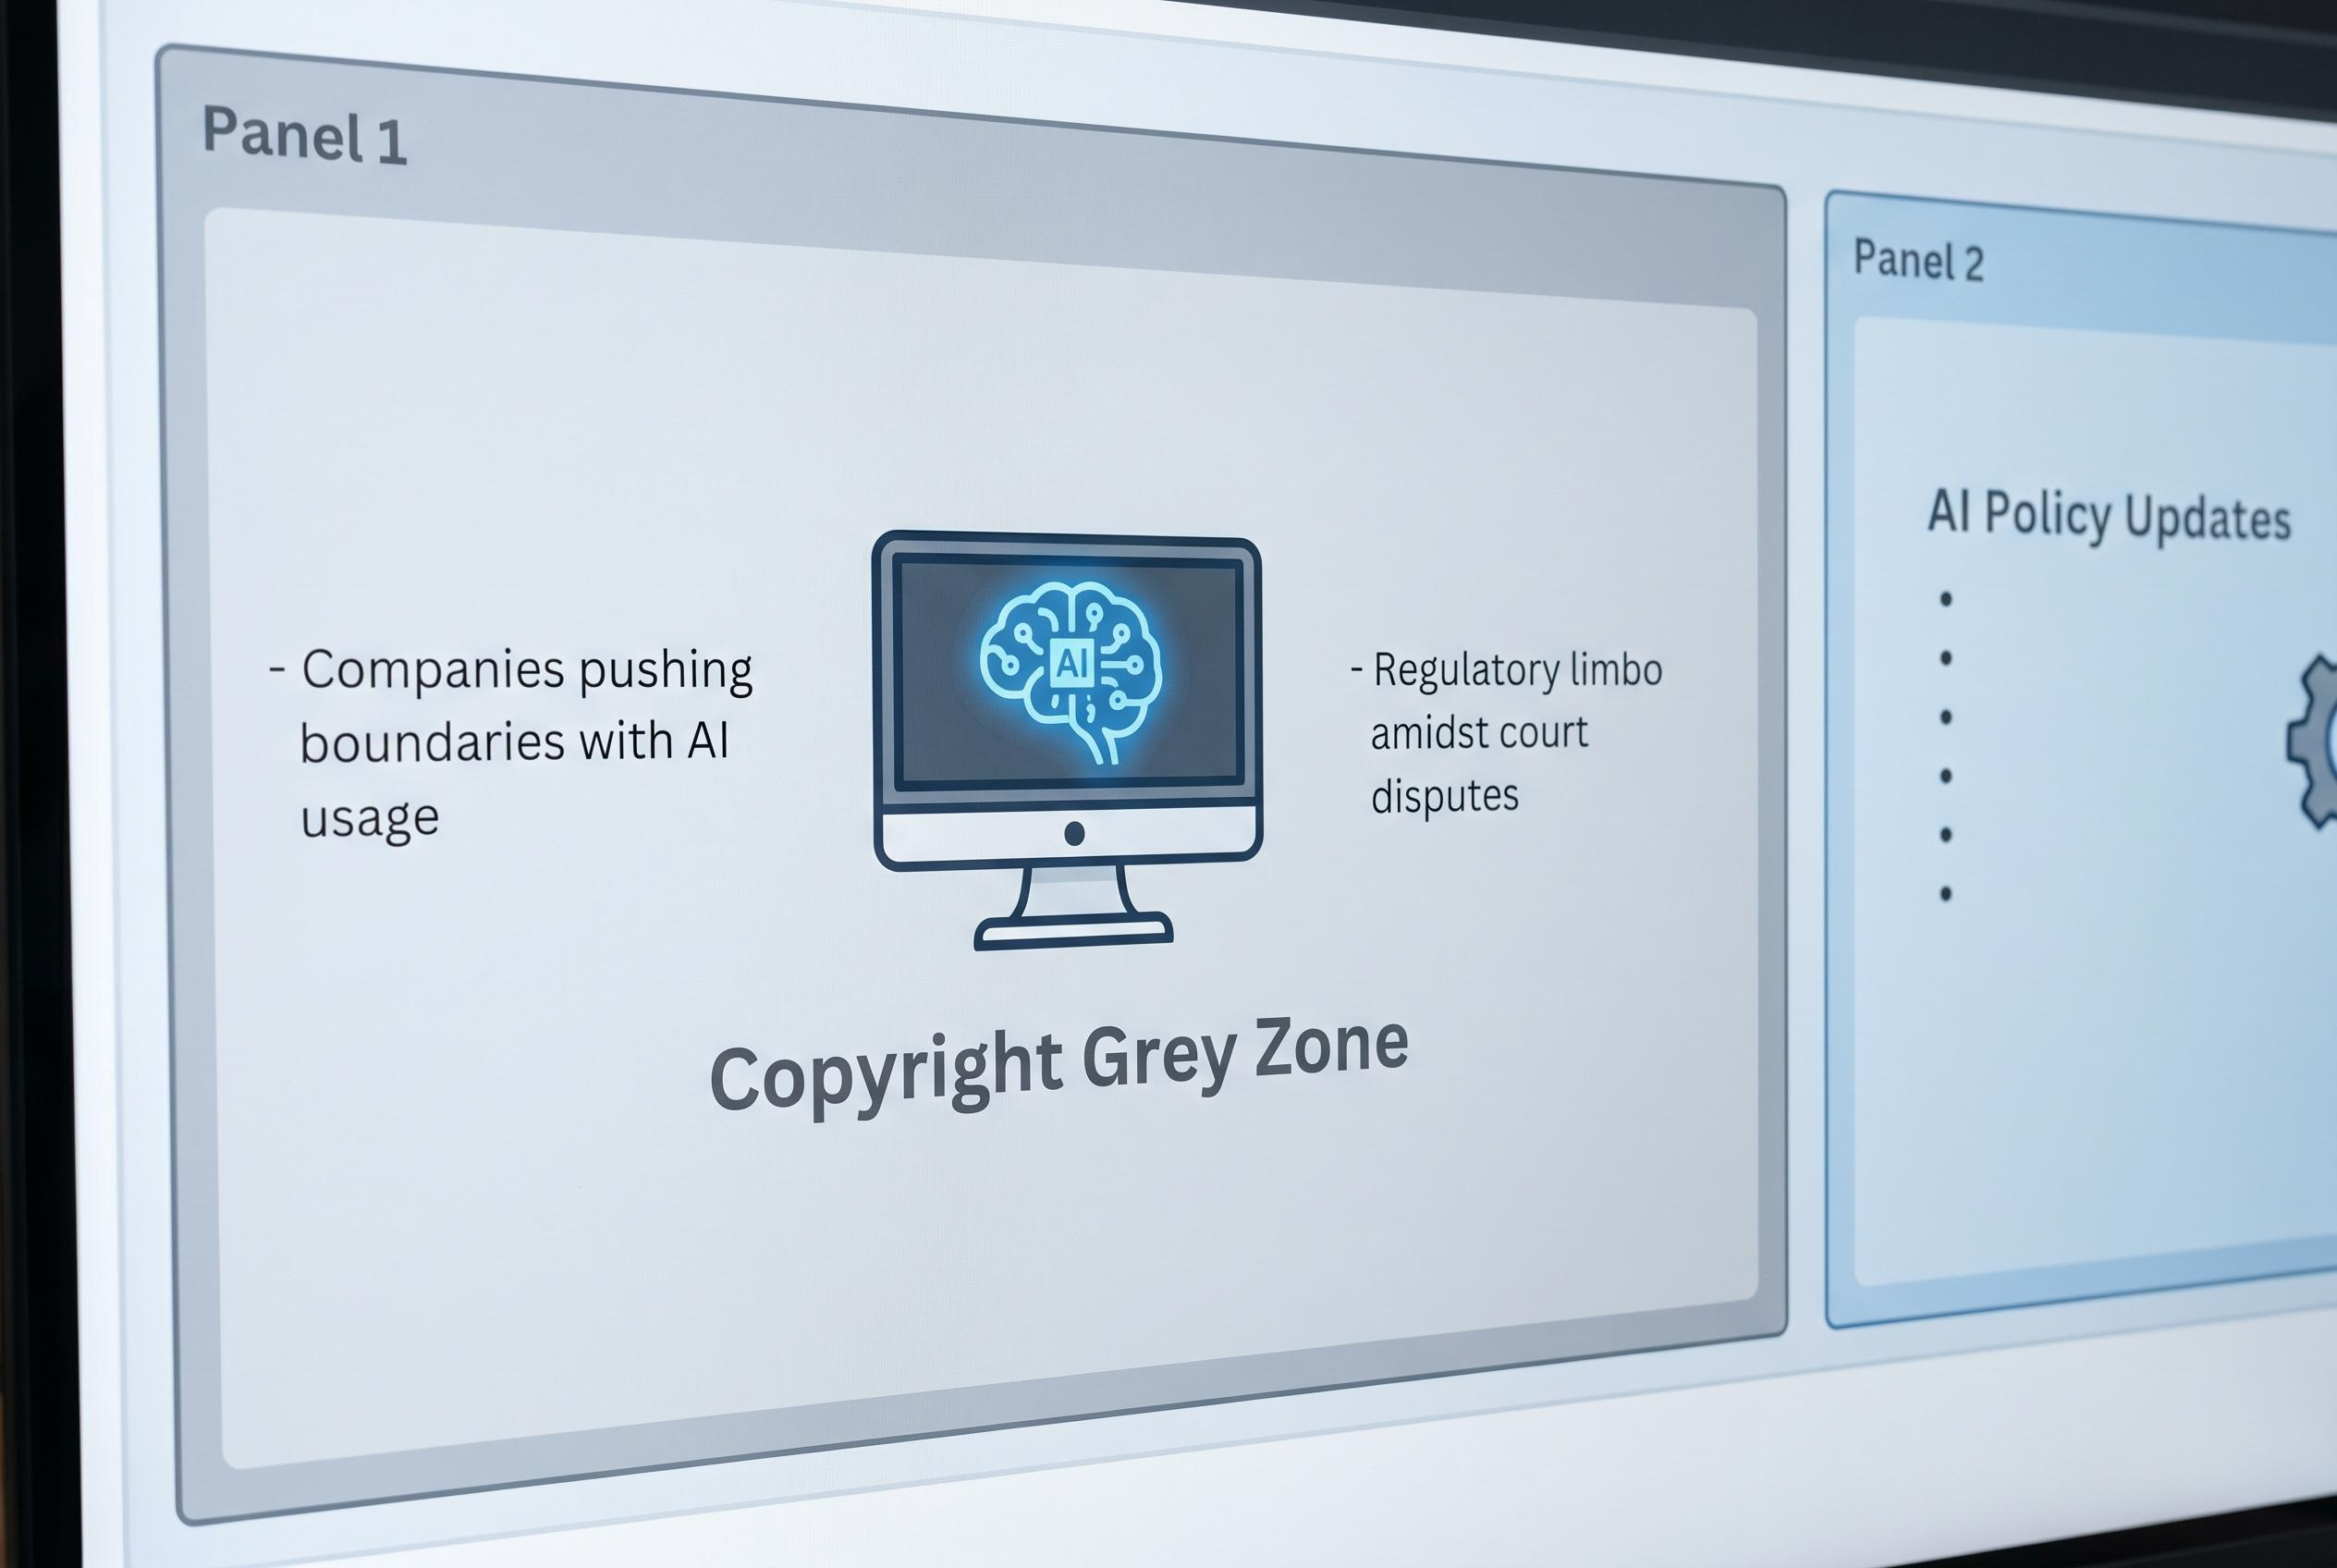 Panel 1
- Companies pushing
boundaries with AI
usage
AI
- Regulatory limbo
amidst court
disputes
Copyright Grey Zone
Panel 2
AI Policy Updates